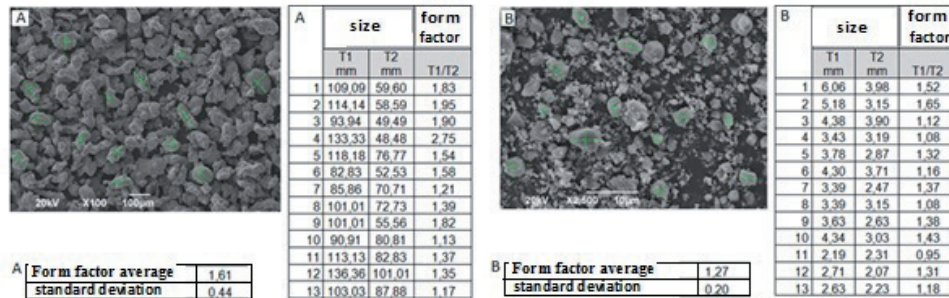 A
20kV X100 100µm
A
size form factor
T1 mm T2 mm T1/T2
1 109,09 59,60 1,83
2 114,14 58,59 1,95
3 93,94 49,49 1,90
4 133,33 48,48 2,75
5 118,18 76,77 1,54
6 82,83 52,53 1,58
7 85,86 70,71 1,21
8 101,01 72,73 1,39
9 101,01 55,56 1,82
10 90,91 80,81 1,13
11 113,13 82,83 1,37
12 136,36 101,01 1,35
13 103,03 87,88 1,17
A
Form factor average 1,61
standard deviation 0.44
B
20kV X2,500 10µm
B
size form factor
T1 mm T2 mm T1/T2
1 6,06 3,98 1,52
2 5,18 3,15 1,65
3 4,38 3,90 1,12
4 3,43 3,19 1,08
5 3,78 2,87 1,32
6 4,30 3,71 1,16
7 3,39 2,47 1,37
8 3,39 3,15 1,08
9 3,63 2,63 1,38
10 4,34 3,03 1,43
11 2,19 2,31 0,95
12 2,71 2,07 1,31
13 2,63 2,23 1,18
B
Form factor average 1,27
standard deviation 0.20